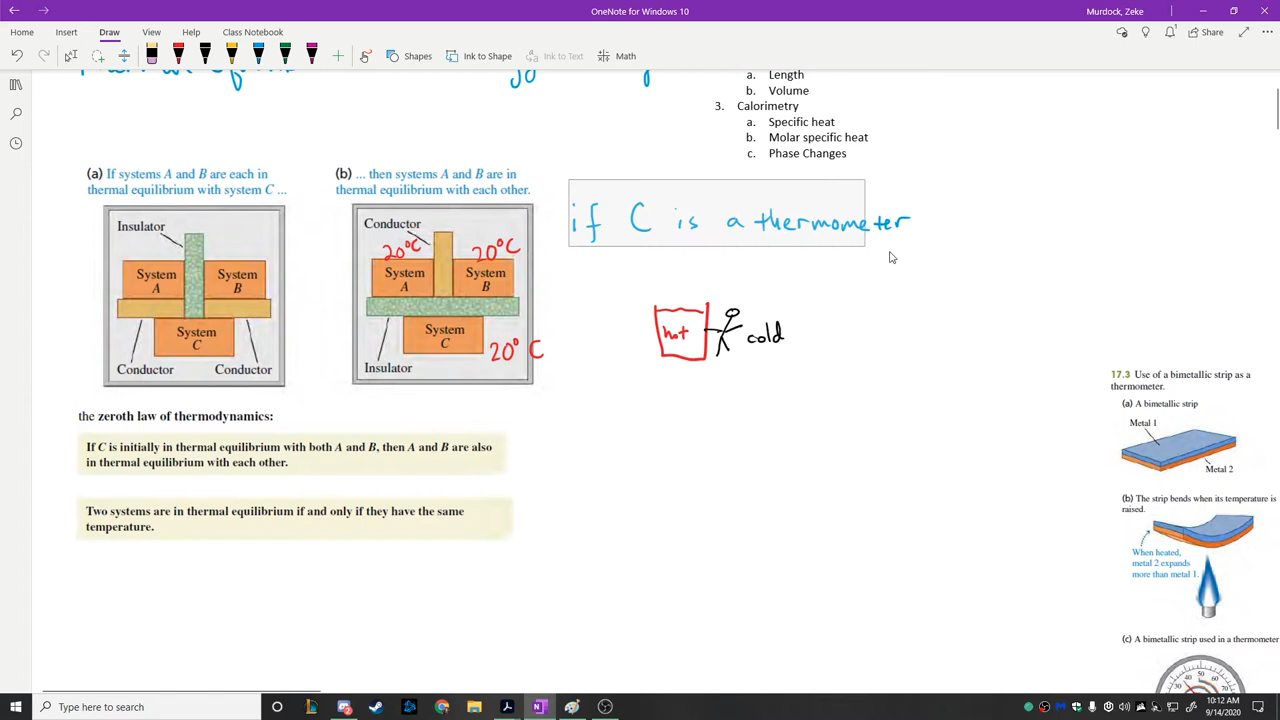 OneNote for Windows 10
Murdock, Zeke
Home Insert Draw View Help Class Notebook
Shapes Ink to Shape Ink to Text Math Share
a. Length
b. Volume
3. Calorimetry
a. Specific heat
b. Molar specific heat
c. Phase Changes
(a) If systems A and B are each in
thermal equilibrium with system C ...
Insulator
System
A
System
B
System
C
Conductor Conductor
(b) ... then systems A and B are in
thermal equilibrium with each other.
Conductor
20°C 20°C
System
A
System
B
System
C
20° C
Insulator
if C is a thermometer
hot cold
the zeroth law of thermodynamics:
If C is initially in thermal equilibrium with both A and B, then A and B are also
in thermal equilibrium with each other.
Two systems are in thermal equilibrium if and only if they have the same
temperature.
17.3 Use of a bimetallic strip as a
thermometer.
(a) A bimetallic strip
Metal 1
Metal 2
(b) The strip bends when its temperature is
raised.
When heated,
metal 2 expands
more than metal 1.
(c) A bimetallic strip used in a thermometer
30 40 50 60 70
Type here to search
10:12 AM
9/14/2020